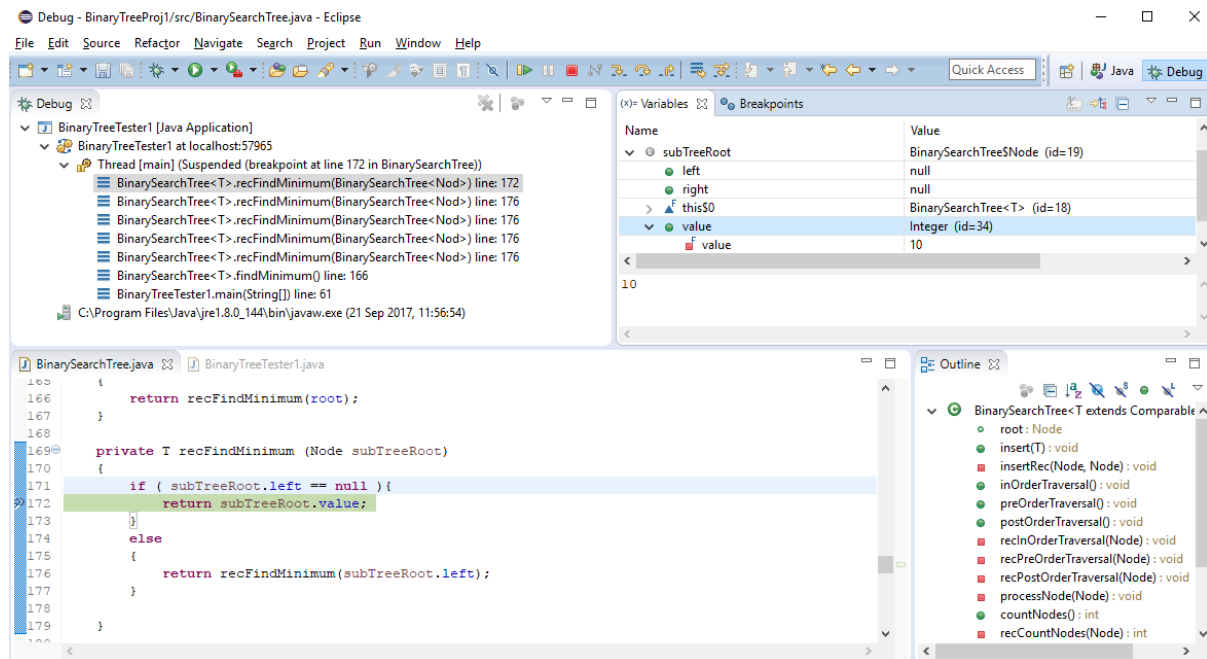 Debug - BinaryTreeProj1/src/BinarySearchTree.java - Eclipse
File Edit Source Refactor Navigate Search Project Run Window Help
Quick Access Java Debug
Debug
BinaryTreeTester1 [Java Application]
BinaryTreeTester1 at localhost:57965
Thread [main] (Suspended (breakpoint at line 172 in BinarySearchTree))
BinarySearchTree<T>.recFindMinimum(BinarySearchTree<Nod>) line: 172
BinarySearchTree<T>.recFindMinimum(BinarySearchTree<Nod>) line: 176
BinarySearchTree<T>.recFindMinimum(BinarySearchTree<Nod>) line: 176
BinarySearchTree<T>.recFindMinimum(BinarySearchTree<Nod>) line: 176
BinarySearchTree<T>.recFindMinimum(BinarySearchTree<Nod>) line: 176
BinarySearchTree<T>.findMinimum() line: 166
BinaryTreeTester1.main(String[]) line: 61
C:\Program Files\Java\jre1.8.0_144\bin\javaw.exe (21 Sep 2017, 11:56:54)
(x)= Variables Breakpoints
Name Value
subTreeRoot BinarySearchTree$Node (id=19)
left null
right null
this$0 BinarySearchTree<T> (id=18)
value Integer (id=34)
value 10
10
BinarySearchTree.java BinaryTreeTester1.java
165 {
166 return recFindMinimum(root);
167 }
168
169 private T recFindMinimum (Node subTreeRoot)
170 {
171 if ( subTreeRoot.left == null ){
172 return subTreeRoot.value;
173 }
174 else
175 {
176 return recFindMinimum(subTreeRoot.left);
177 }
178
179 }
Outline
BinarySearchTree<T extends Comparable
root : Node
insert(T) : void
insertRec(Node, Node) : void
inOrderTraversal() : void
preOrderTraversal() : void
postOrderTraversal() : void
recInOrderTraversal(Node) : void
recPreOrderTraversal(Node) : void
recPostOrderTraversal(Node) : void
processNode(Node) : void
countNodes() : int
recCountNodes(Node) : int